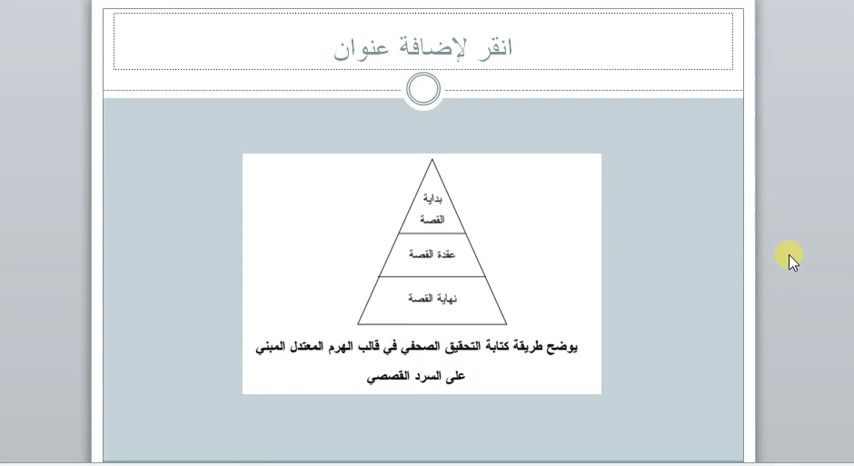 انقر لإضافة عنوان
بداية
القصة
عقدة القصة
نهاية القصة
يوضح طريقة كتابة التحقيق الصحفي في قالب الهرم المعتدل المبني
على السرد القصصي